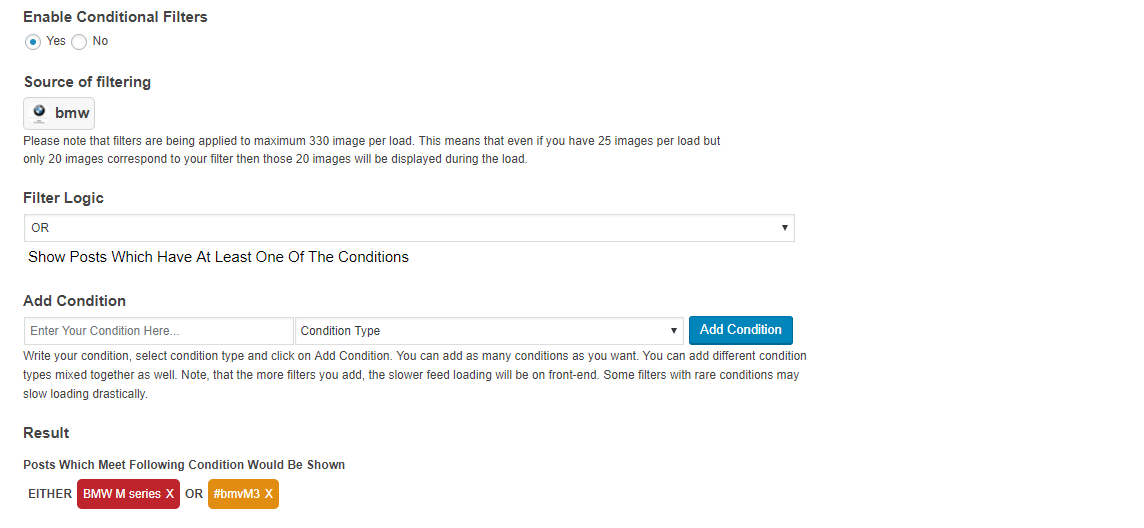 Enable Conditional Filters
Yes No
Source of filtering
bmw
Please note that filters are being applied to maximum 330 image per load. This means that even if you have 25 images per load but
only 20 images correspond to your filter then those 20 images will be displayed during the load.
Filter Logic
OR
Show Posts Which Have At Least One Of The Conditions
Add Condition
Enter Your Condition Here... Condition Type Add Condition
Write your condition, select condition type and click on Add Condition. You can add as many conditions as you want. You can add different condition
types mixed together as well. Note, that the more filters you add, the slower feed loading will be on front-end. Some filters with rare conditions may
slow loading drastically.
Result
Posts Which Meet Following Condition Would Be Shown
EITHER BMW M series X OR #bmvM3 X